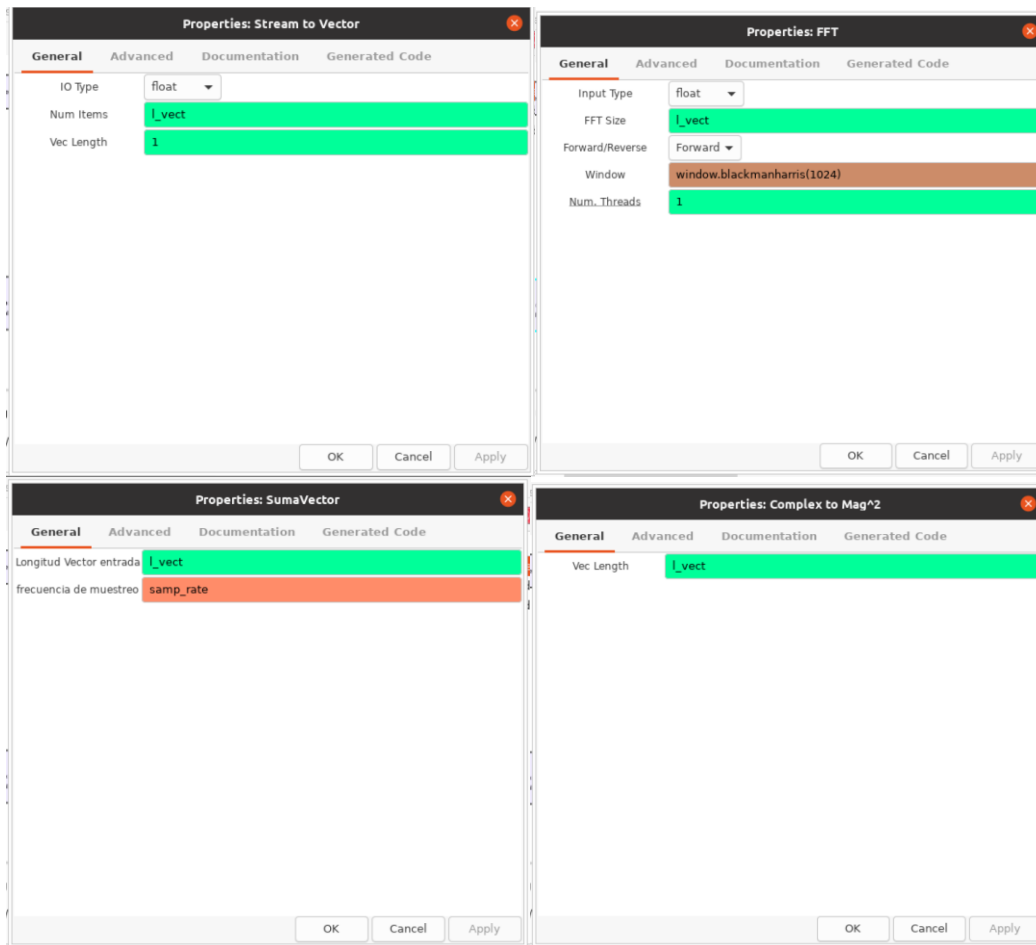 Properties: Stream to Vector
General Advanced Documentation Generated Code
IO Type float
Num Items l_vect
Vec Length 1
OK Cancel Apply
Properties: FFT
General Advanced Documentation Generated Code
Input Type float
FFT Size l_vect
Forward/Reverse Forward
Window window.blackmanharris(1024)
Num. Threads 1
OK Cancel Apply
Properties: SumaVector
General Advanced Documentation Generated Code
Longitud Vector entrada l_vect
frecuencia de muestreo samp_rate
OK Cancel Apply
Properties: Complex to Mag^2
General Advanced Documentation Generated Code
Vec Length l_vect
OK Cancel Apply